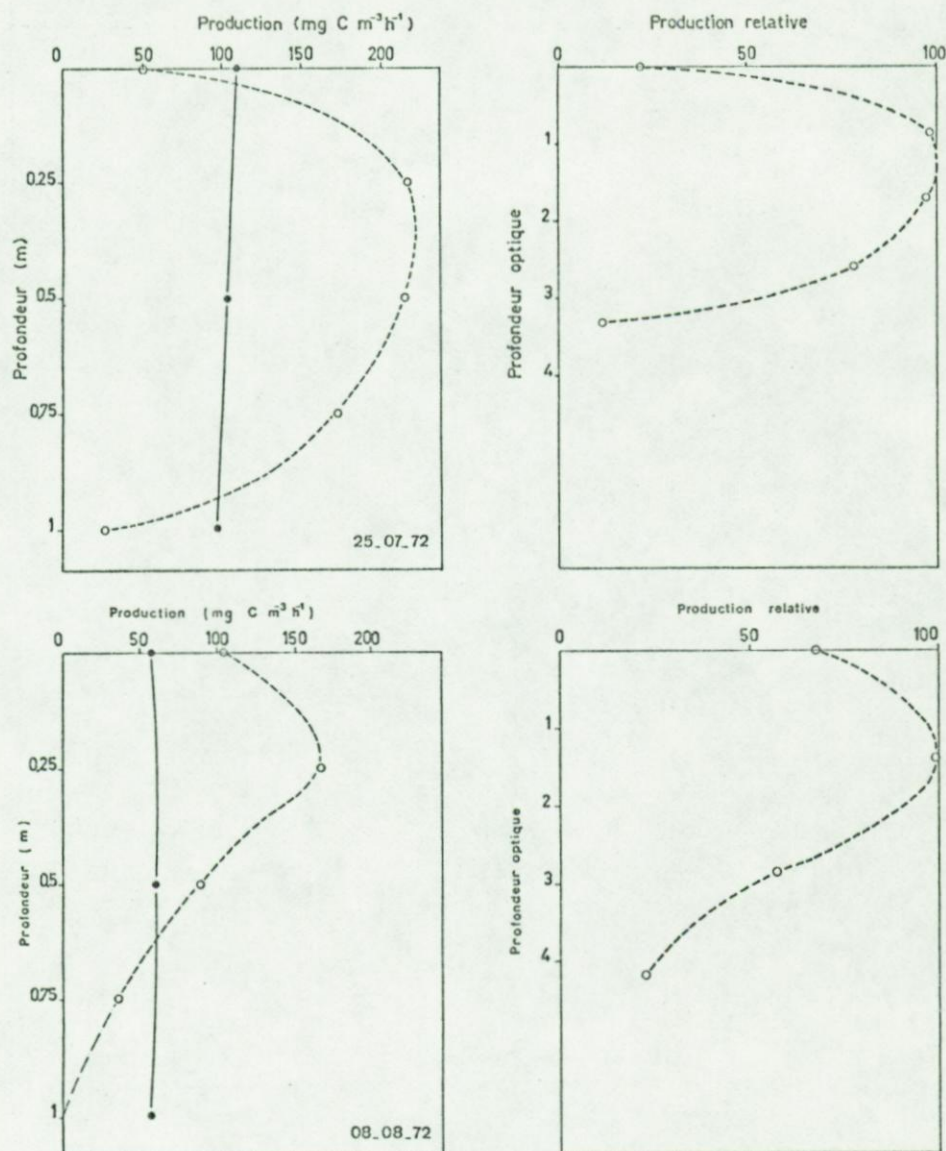 Production (mg C m⁻³h⁻¹)
0 50 100 150 200
Profondeur (m)
0,25
0,5
0,75
1
25_07_72
Production relative
0 50 100
Profondeur optique
1
2
3
4
Production (mg C m⁻³ h⁻¹)
0 50 100 150 200
Profondeur (m)
0,25
0,5
0,75
1
08_08_72
Production relative
0 50 100
Profondeur optique
1
2
3
4